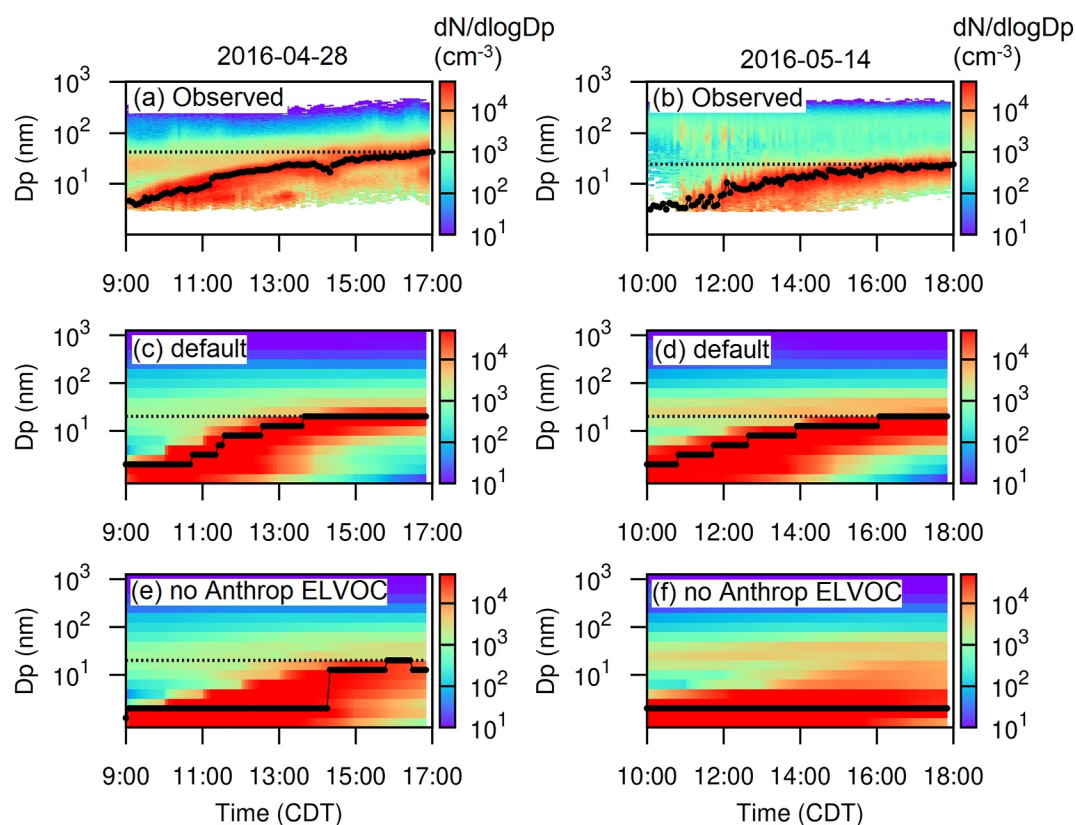 2016-04-28
dN/dlogDp
(cm-3)
2016-05-14
dN/dlogDp
(cm-3)
Dp (nm)
103
102
101
(a) Observed
104
103
102
101
9:00 11:00 13:00 15:00 17:00
Dp (nm)
103
102
101
(b) Observed
104
103
102
101
10:00 12:00 14:00 16:00 18:00
Dp (nm)
103
102
101
(c) default
104
103
102
101
9:00 11:00 13:00 15:00 17:00
Dp (nm)
103
102
101
(d) default
104
103
102
101
10:00 12:00 14:00 16:00 18:00
Dp (nm)
103
102
101
(e) no Anthrop ELVOC
104
103
102
101
9:00 11:00 13:00 15:00 17:00
Time (CDT)
Dp (nm)
103
102
101
(f) no Anthrop ELVOC
104
103
102
101
10:00 12:00 14:00 16:00 18:00
Time (CDT)